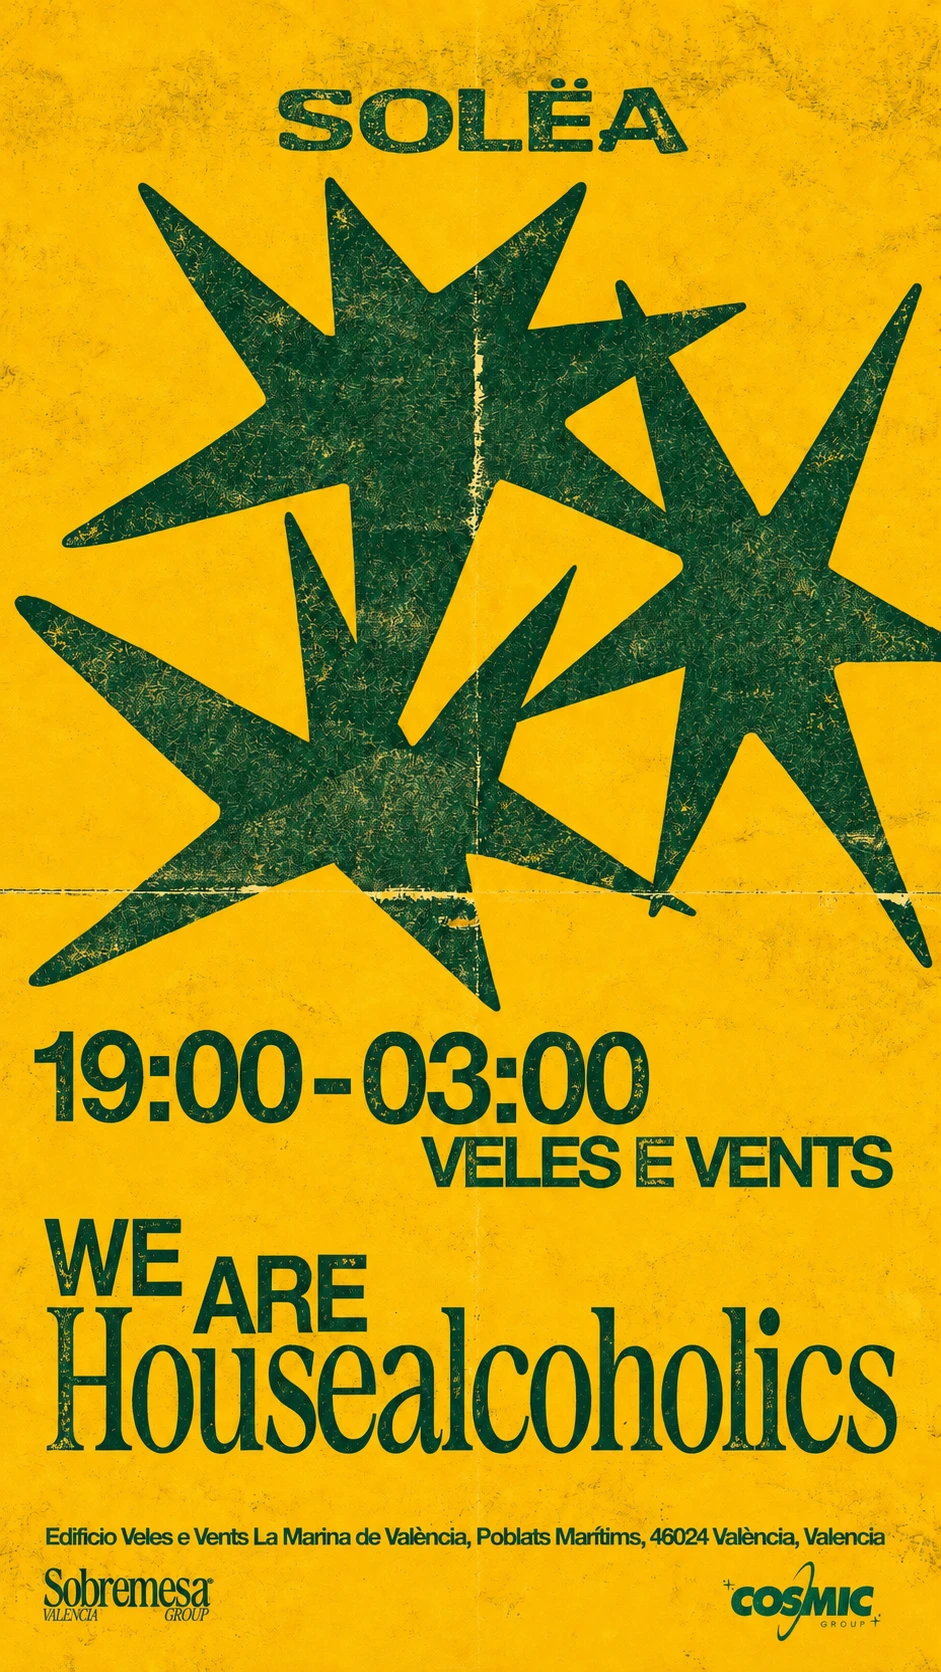 SOLËA
19:00-03:00
VELES E VENTS
WE ARE
Housealcoholics
Edificio Veles e Vents La Marina de València, Poblats Marítims, 46024 València, Valencia
Sobremesa®
VALENCIA GROUP
COSMIC
GROUP